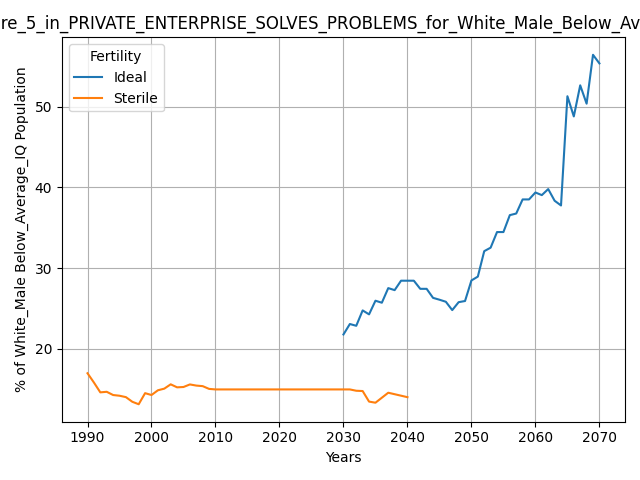 re_5_in_PRIVATE_ENTERPRISE_SOLVES_PROBLEMS_for_White_Male_Below_Av
% of White_Male Below_Average_IQ Population
Fertility
Ideal
Sterile
50
40
30
20
1990 2000 2010 2020 2030 2040 2050 2060 2070
Years